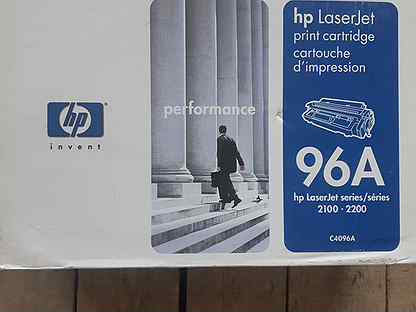 hp
invent
performance
hp LaserJet
print cartridge
cartouche
d'impression
96A
hp LaserJet series/séries
2100 · 2200
C4096A